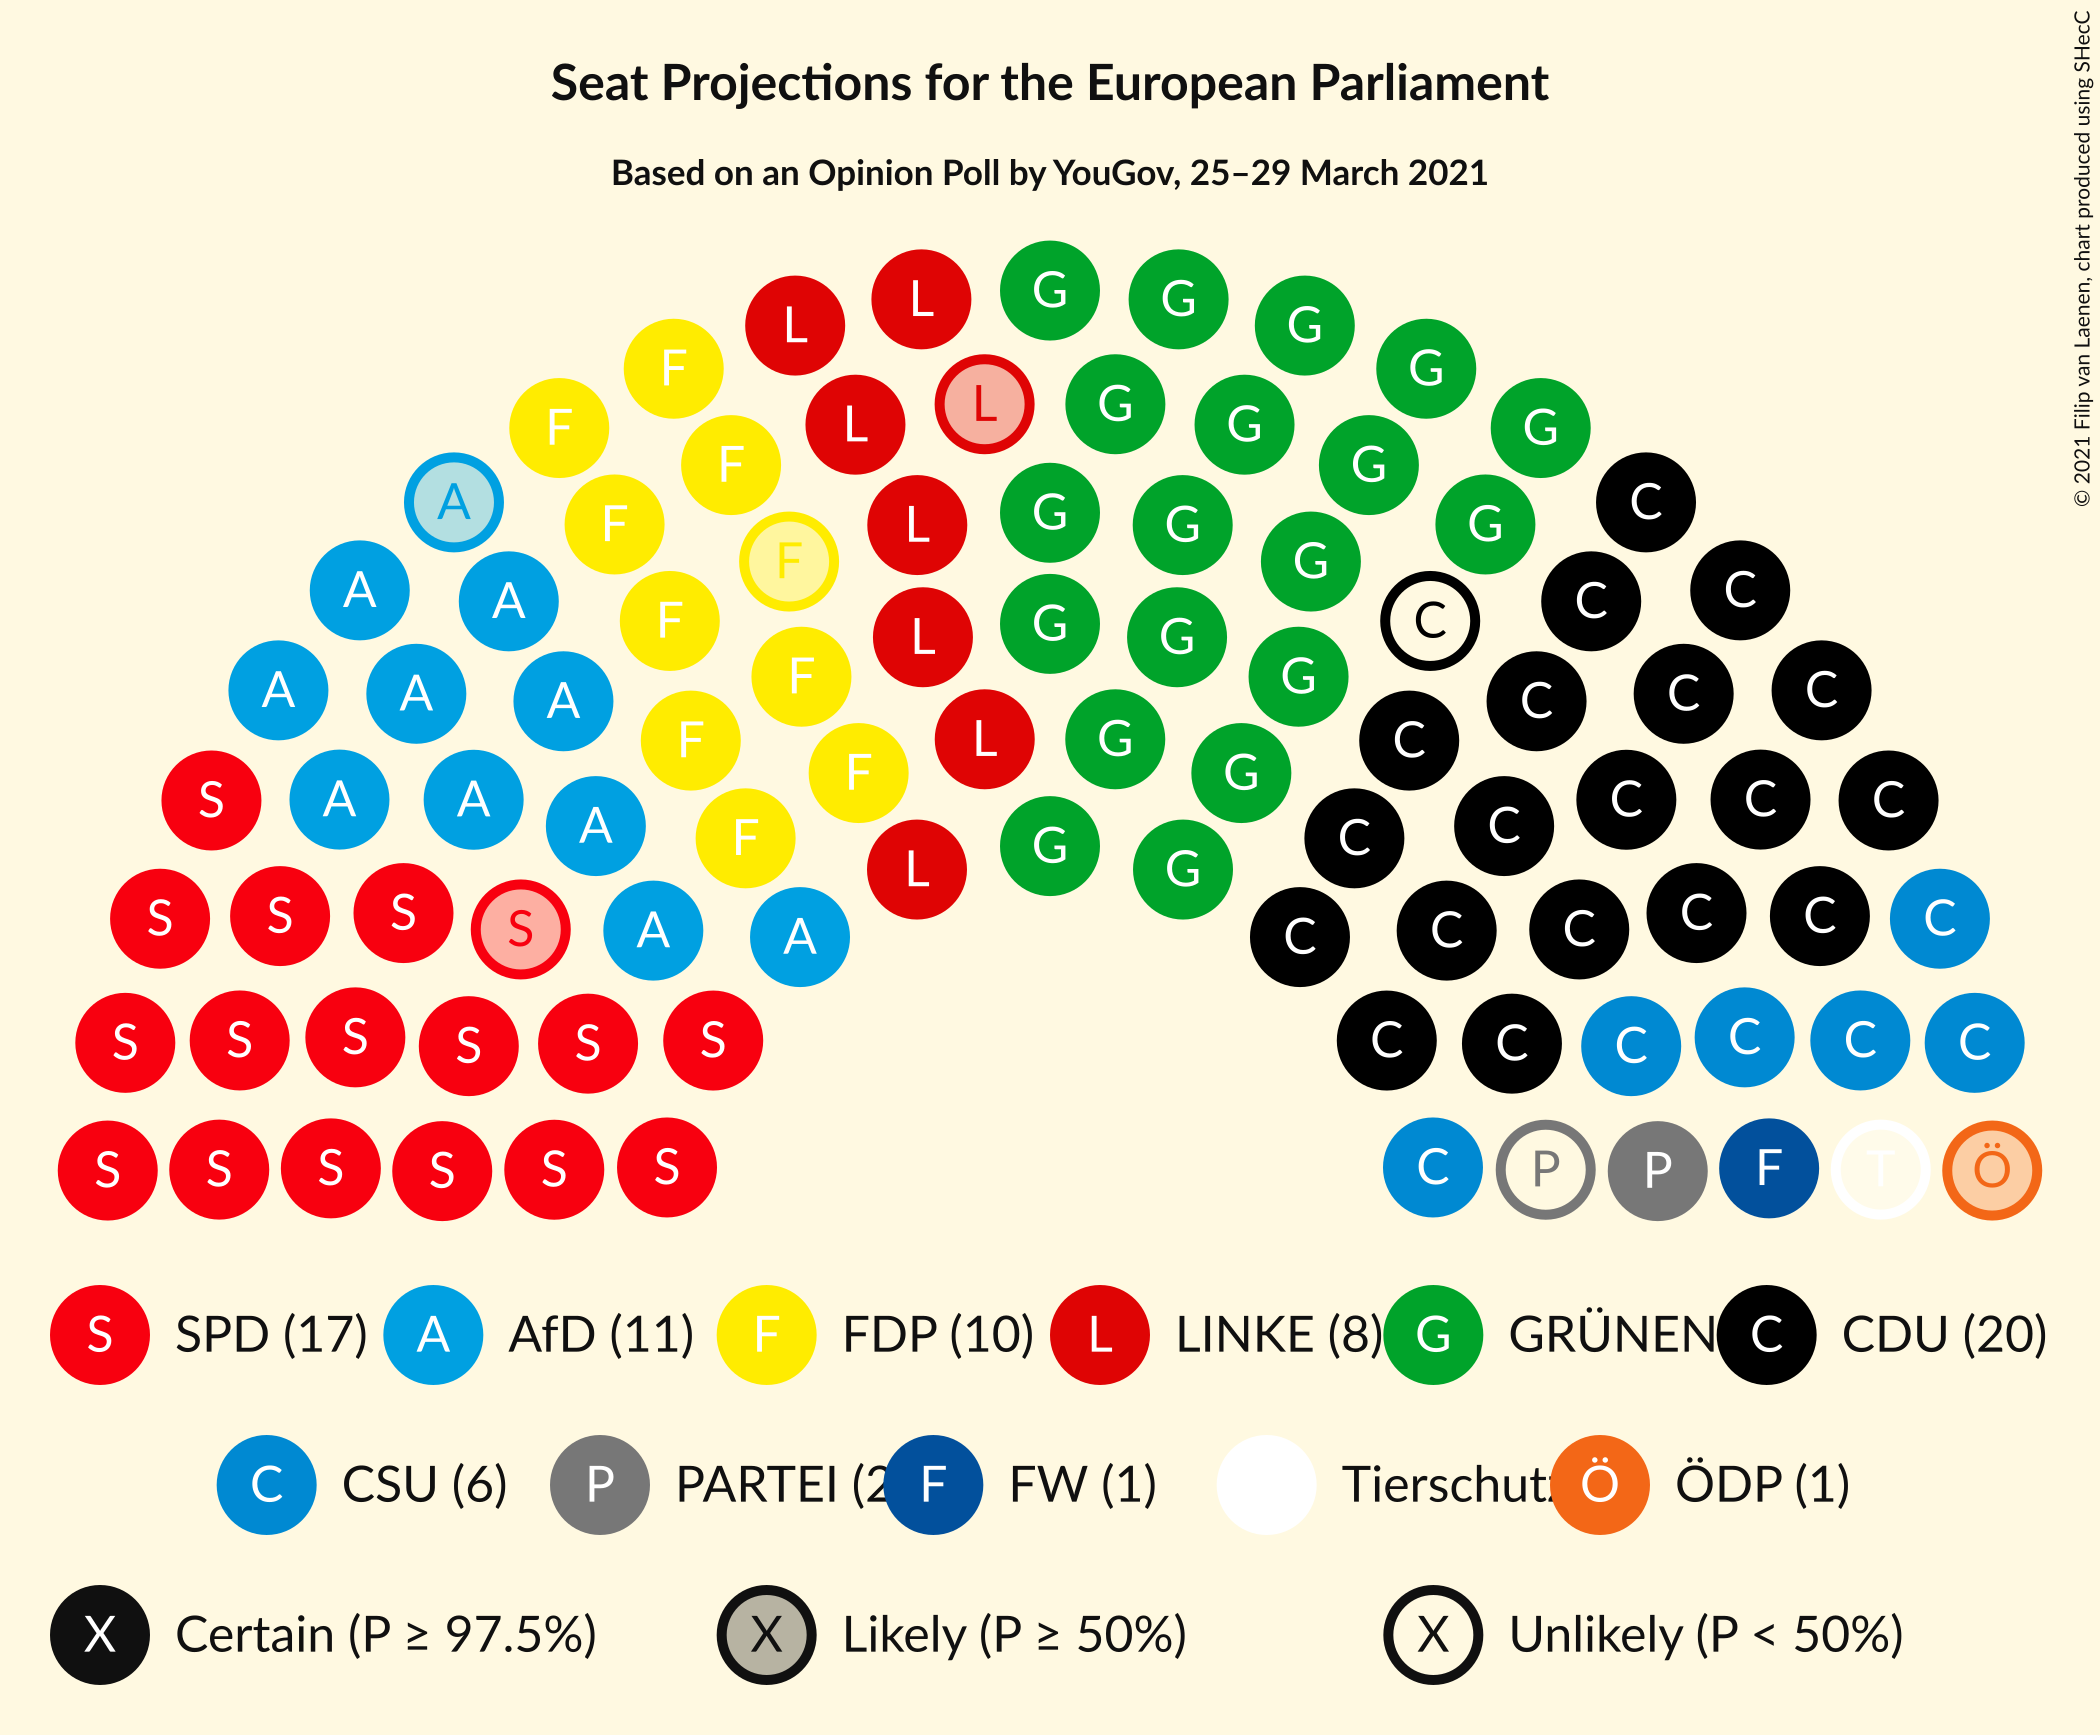 Seat Projections for the European Parliament
Based on an Opinion Poll by YouGov, 25–29 March 2021
© 2021 Filip van Laenen, chart produced using SHecC
L L G G G
F L L G G G G
F F L G G G
A F F L G G G G C
A A F F L G G G C C C
A A A F F L G G C C C C
S A A A F F L G G C C C C C
S S S S A A C C C C C C
S S S S S S C C C C C C
S S S S S S C P P F T Ö
S SPD (17) A AfD (11) F FDP (10) L LINKE (8) G GRÜNEN C CDU (20)
C CSU (6) P PARTEI (2 F FW (1) Tierschutz Ö ÖDP (1)
X Certain (P ≥ 97.5%) X Likely (P ≥ 50%) X Unlikely (P < 50%)